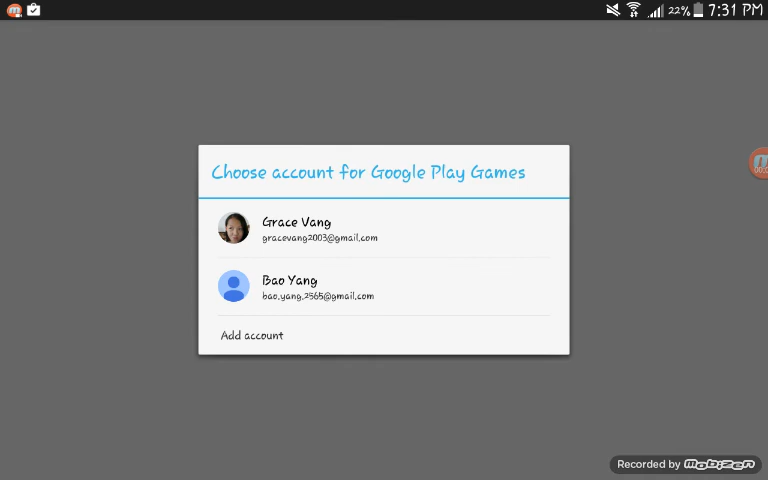 22% 7:31 PM
Choose account for Google Play Games
Grace Vang
gracevang2003@gmail.com
Bao Yang
bao.yang.2565@gmail.com
Add account
Recorded by mobizen